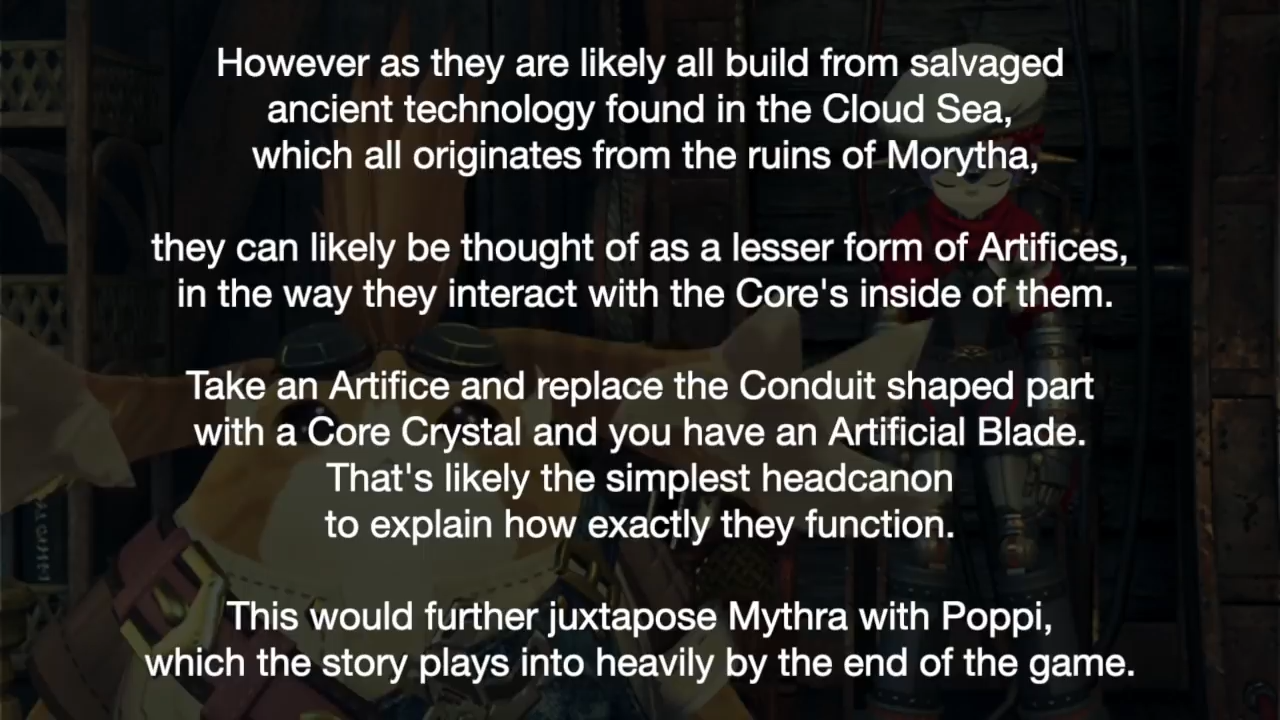 However as they are likely all build from salvaged
ancient technology found in the Cloud Sea,
which all originates from the ruins of Morytha,
they can likely be thought of as a lesser form of Artifices,
in the way they interact with the Core's inside of them.
Take an Artifice and replace the Conduit shaped part
with a Core Crystal and you have an Artificial Blade.
That's likely the simplest headcanon
to explain how exactly they function.
This would further juxtapose Mythra with Poppi,
which the story plays into heavily by the end of the game.